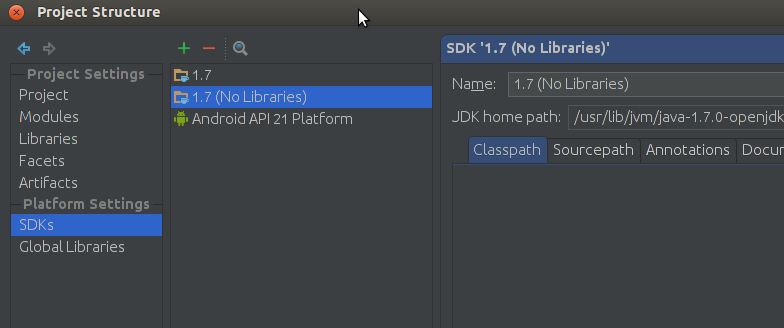 Project Structure
Project Settings
Project
Modules
Libraries
Facets
Artifacts
Platform Settings
SDKs
Global Libraries
1.7
1.7 (No Libraries)
Android API 21 Platform
SDK '1.7 (No Libraries)'
Name: 1.7 (No Libraries)
JDK home path: /usr/lib/jvm/java-1.7.0-openjdk
Classpath Sourcepath Annotations Docum